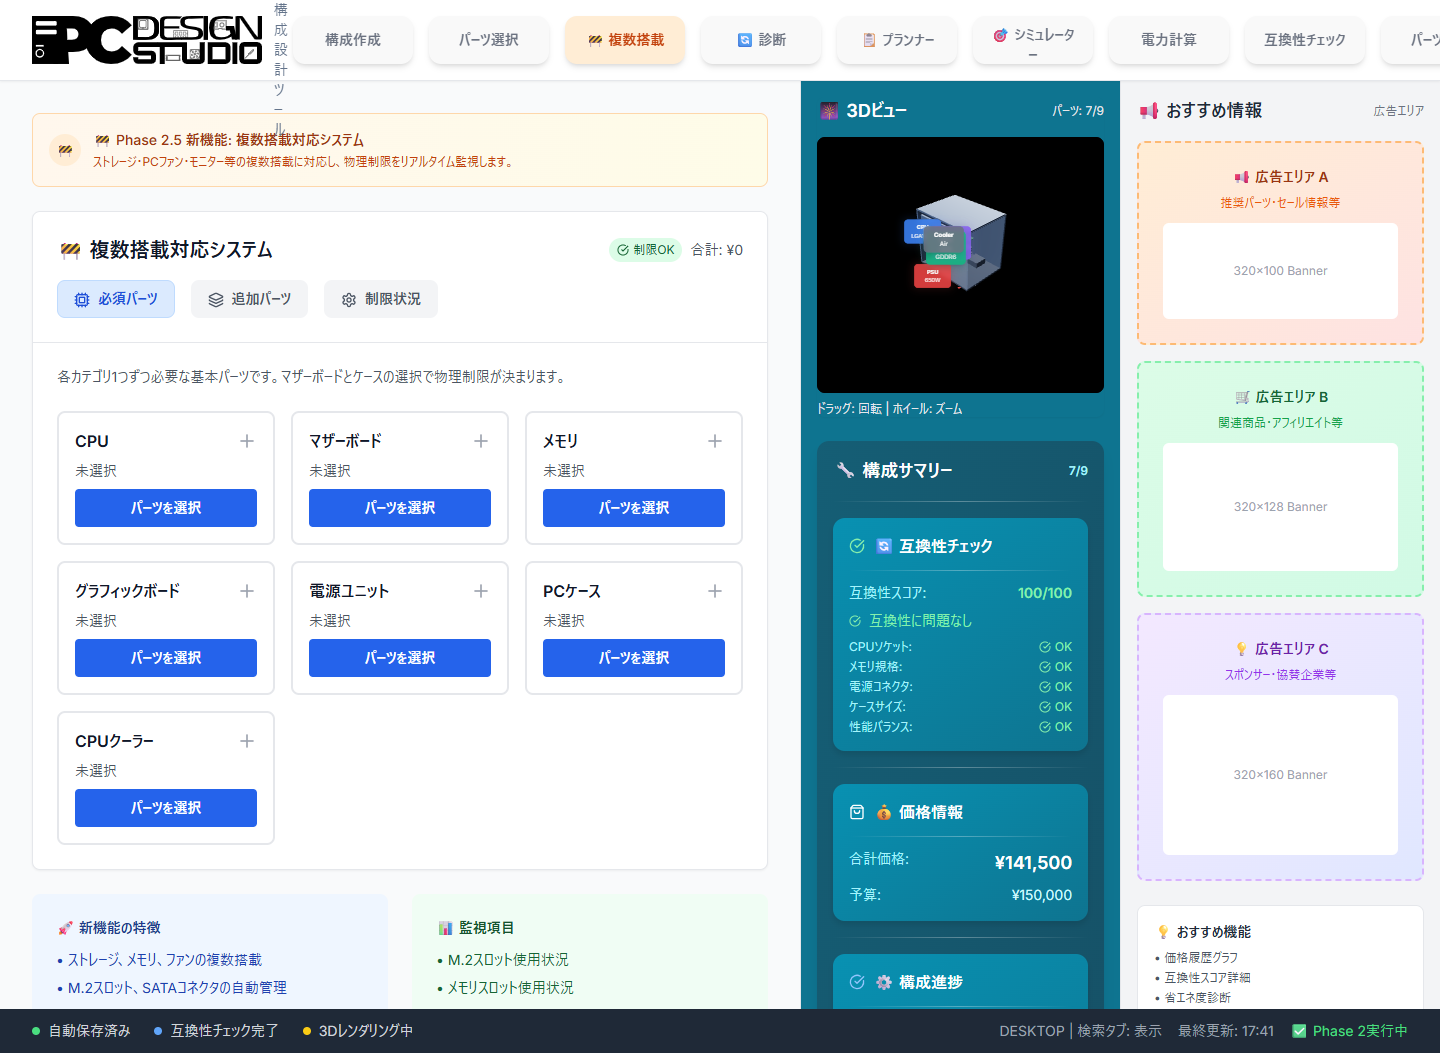 PC DESIGN STUDIO
構成設計ツール
構成作成
パーツ選択
🚧 複数搭載
🔄 診断
📋 プランナー
🎯 シミュレーター
電力計算
互換性チェック
パーツ
🚧 🚧 Phase 2.5 新機能: 複数搭載対応システム
ストレージ・PCファン・モニター等の複数搭載に対応し、物理制限をリアルタイム監視します。
🚧 複数搭載対応システム
制限OK
合計: ¥0
必須パーツ
追加パーツ
制限状況
各カテゴリ1つずつ必要な基本パーツです。マザーボードとケースの選択で物理制限が決まります。
CPU
未選択
パーツを選択
マザーボード
未選択
パーツを選択
メモリ
未選択
パーツを選択
グラフィックボード
未選択
パーツを選択
電源ユニット
未選択
パーツを選択
PCケース
未選択
パーツを選択
CPUクーラー
未選択
パーツを選択
🚀 新機能の特徴
• ストレージ、メモリ、ファンの複数搭載
• M.2スロット、SATAコネクタの自動管理
📊 監視項目
• M.2スロット使用状況
• メモリスロット使用状況
🎆 3Dビュー
パーツ: 7/9
Cooler
Air
GDDR6
PSU
650W
ドラッグ: 回転 | ホイール: ズーム
🔧 構成サマリー
7/9
🔄 互換性チェック
互換性スコア: 100/100
互換性に問題なし
CPUソケット: OK
メモリ規格: OK
電源コネクタ: OK
ケースサイズ: OK
性能バランス: OK
💰 価格情報
合計価格: ¥141,500
予算: ¥150,000
⚙️ 構成進捗
📢 おすすめ情報
広告エリア
📢 広告エリア A
推奨パーツ・セール情報等
320×100 Banner
🛒 広告エリア B
関連商品・アフィリエイト等
320×128 Banner
💡 広告エリア C
スポンサー・協賛企業等
320×160 Banner
💡 おすすめ機能
• 価格履歴グラフ
• 互換性スコア詳細
• 省エネ度診断
自動保存済み
互換性チェック完了
3Dレンダリング中
DESKTOP | 検索タブ: 表示
最終更新: 17:41
✅ Phase 2実行中